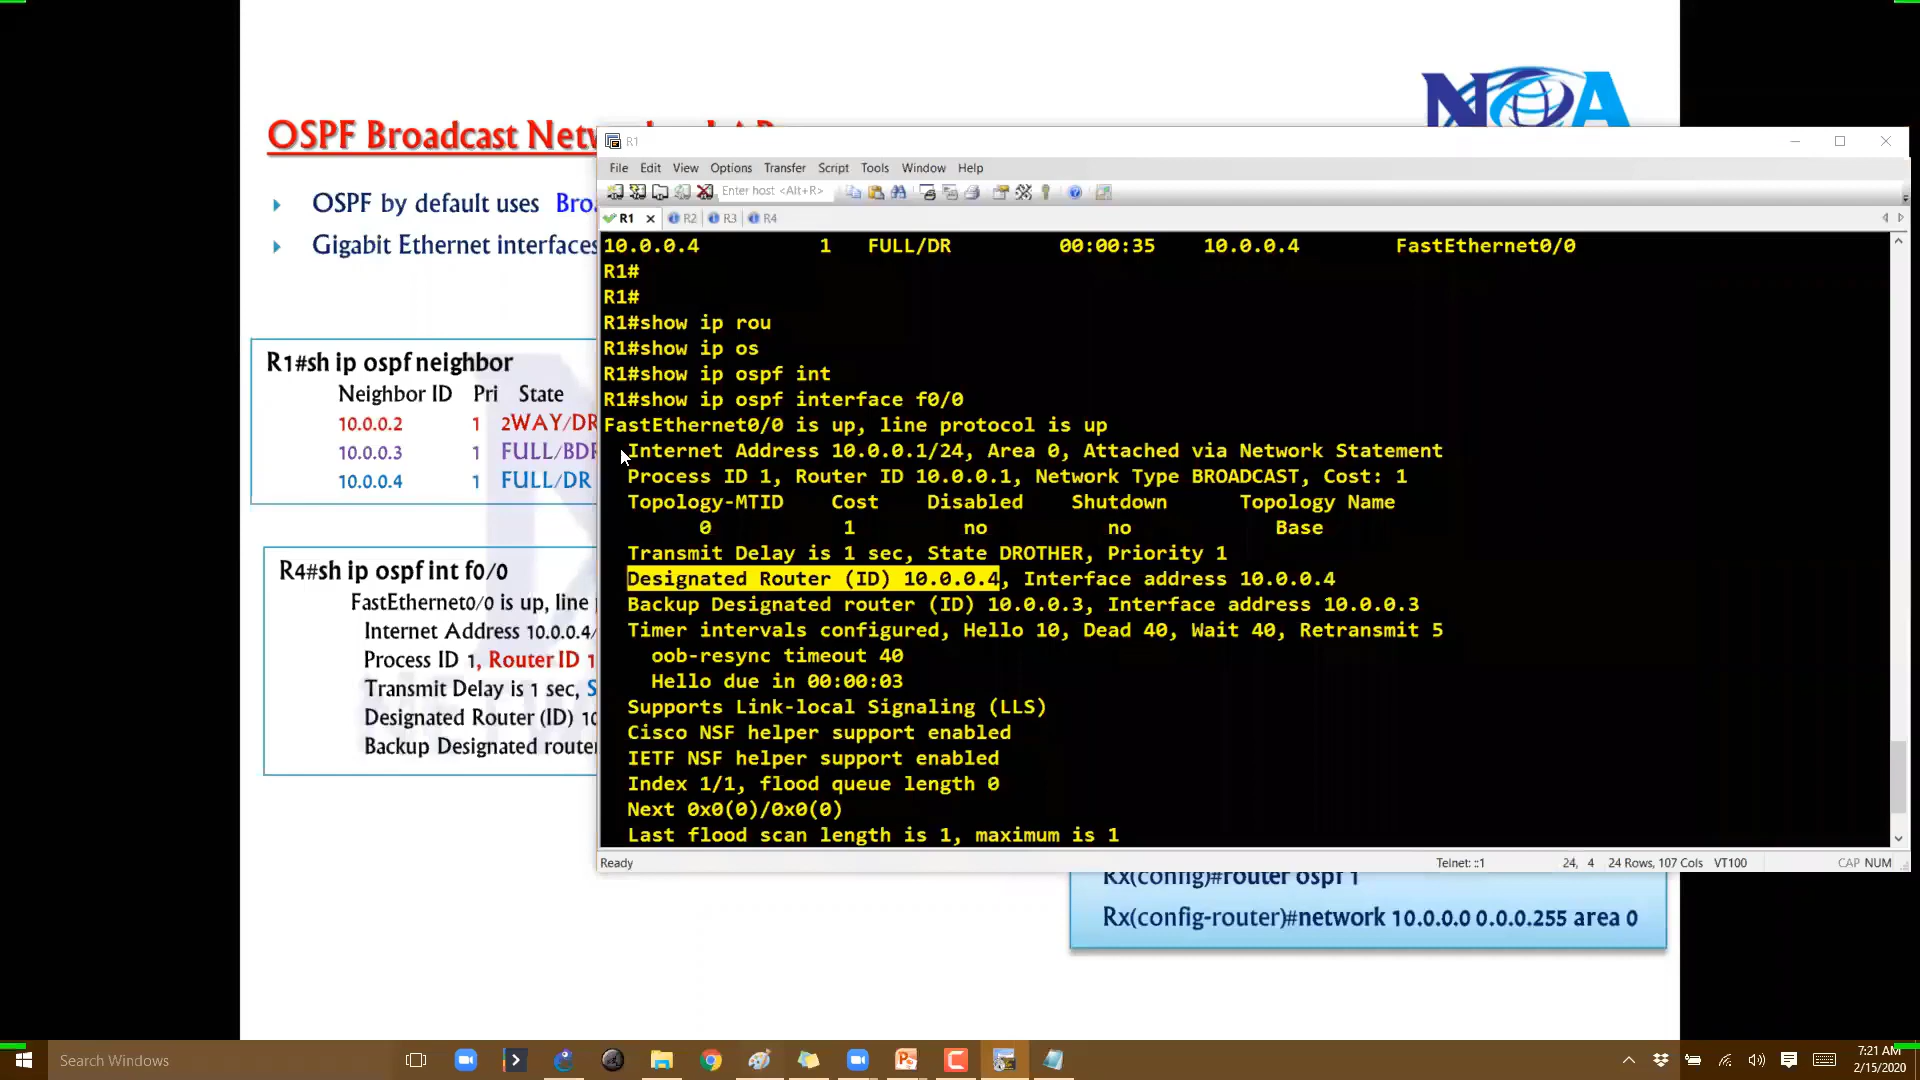 NOA
OSPF Broadcast Netw
OSPF by default uses Bro
Gigabit Ethernet interfaces
R1#sh ip ospf neighbor
Neighbor ID Pri State
10.0.0.2 1 2WAY/DR
10.0.0.3 1 FULL/BDR
10.0.0.4 1 FULL/DR
R4#sh ip ospf int f0/0
FastEthernet0/0 is up, line
Internet Address 10.0.0.4/
Process ID 1, Router ID 1
Transmit Delay is 1 sec, S
Designated Router (ID) 10
Backup Designated router
R1
File Edit View Options Transfer Script Tools Window Help
Enter host <Alt+R>
R1 R2 R3 R4
10.0.0.4 1 FULL/DR 00:00:35 10.0.0.4 FastEthernet0/0
R1#
R1#
R1#show ip rou
R1#show ip os
R1#show ip ospf int
R1#show ip ospf interface f0/0
FastEthernet0/0 is up, line protocol is up
Internet Address 10.0.0.1/24, Area 0, Attached via Network Statement
Process ID 1, Router ID 10.0.0.1, Network Type BROADCAST, Cost: 1
Topology-MTID Cost Disabled Shutdown Topology Name
0 1 no no Base
Transmit Delay is 1 sec, State DROTHER, Priority 1
Designated Router (ID) 10.0.0.4, Interface address 10.0.0.4
Backup Designated router (ID) 10.0.0.3, Interface address 10.0.0.3
Timer intervals configured, Hello 10, Dead 40, Wait 40, Retransmit 5
oob-resync timeout 40
Hello due in 00:00:03
Supports Link-local Signaling (LLS)
Cisco NSF helper support enabled
IETF NSF helper support enabled
Index 1/1, flood queue length 0
Next 0x0(0)/0x0(0)
Last flood scan length is 1, maximum is 1
Ready Telnet: ::1 24, 4 24 Rows, 107 Cols VT100 CAP NUM
Rx(config)#router ospf 1
Rx(config-router)#network 10.0.0.0 0.0.0.255 area 0
Search Windows
7:21 AM
2/15/2020